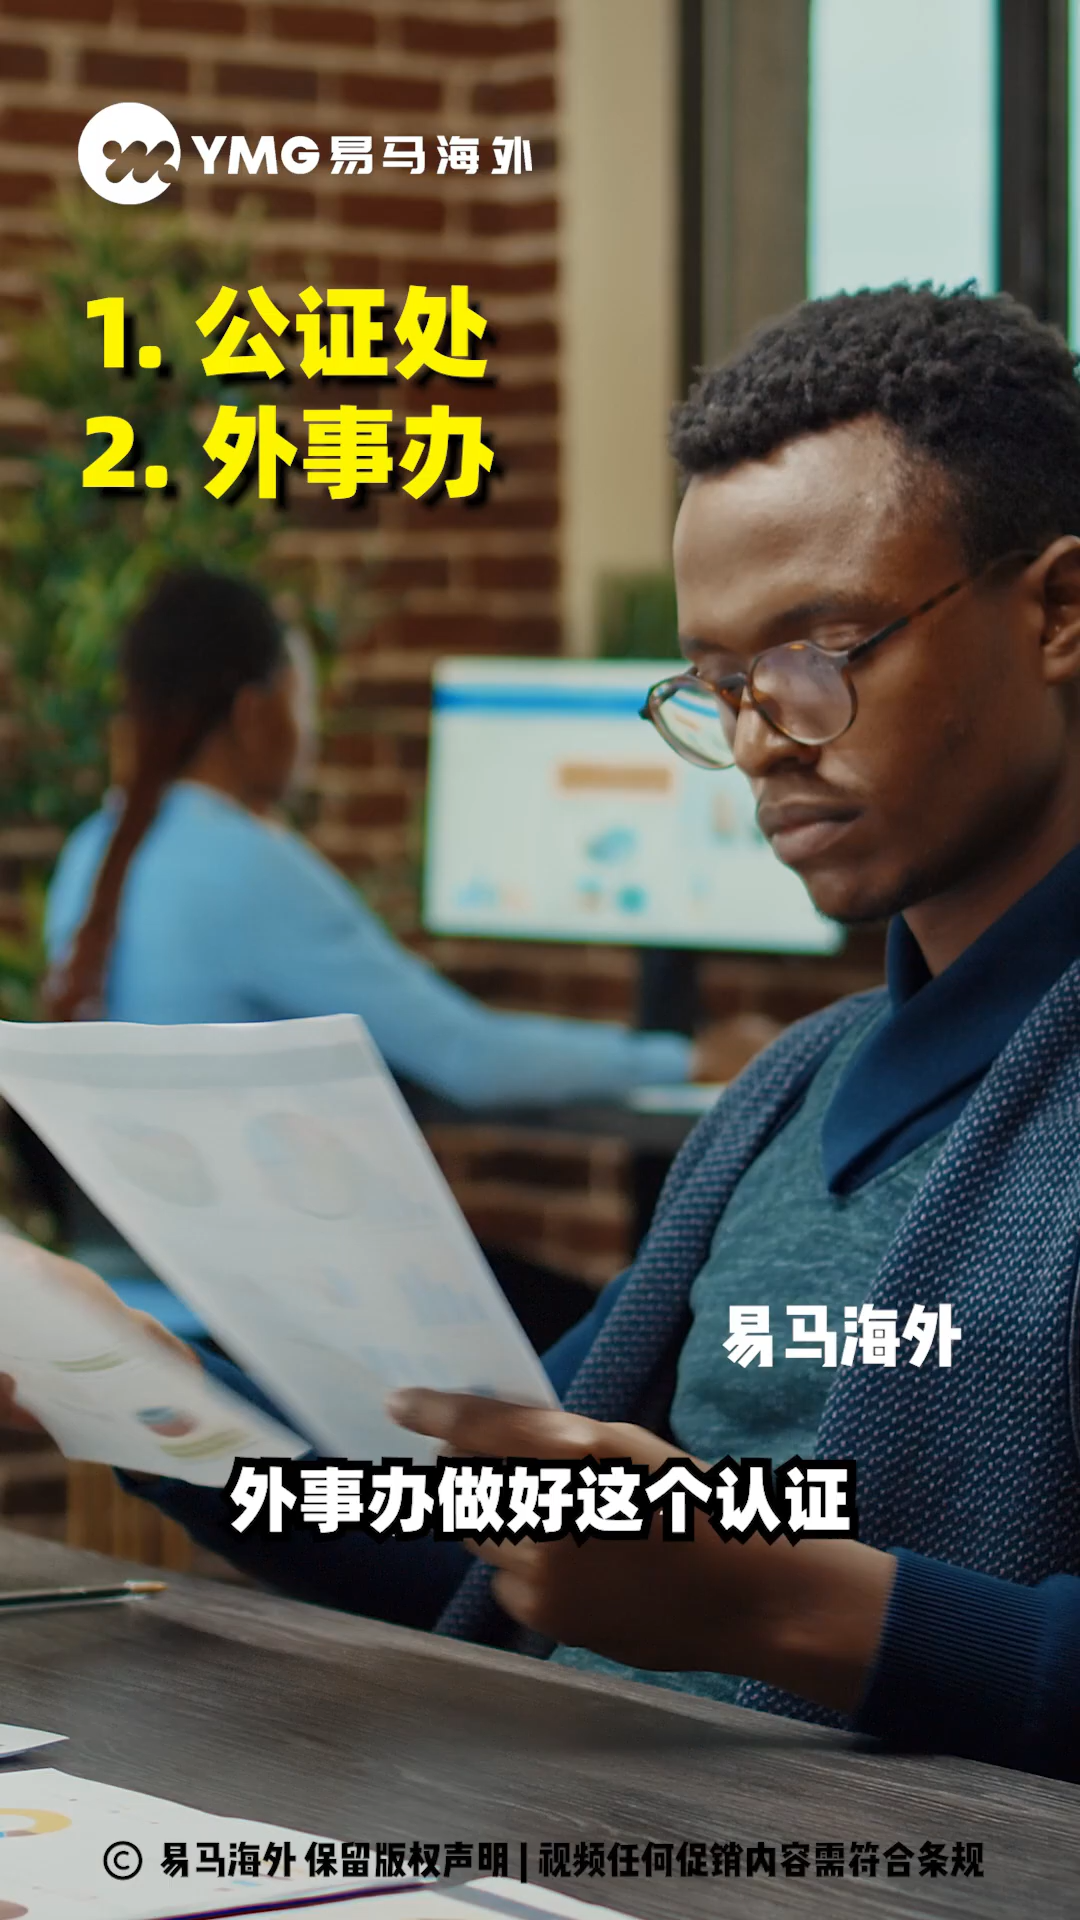 YMG易马海外
1. 公证处
2. 外事办
易马海外
外事办做好这个认证
© 易马海外 保留版权声明 | 视频任何促销内容需符合条规